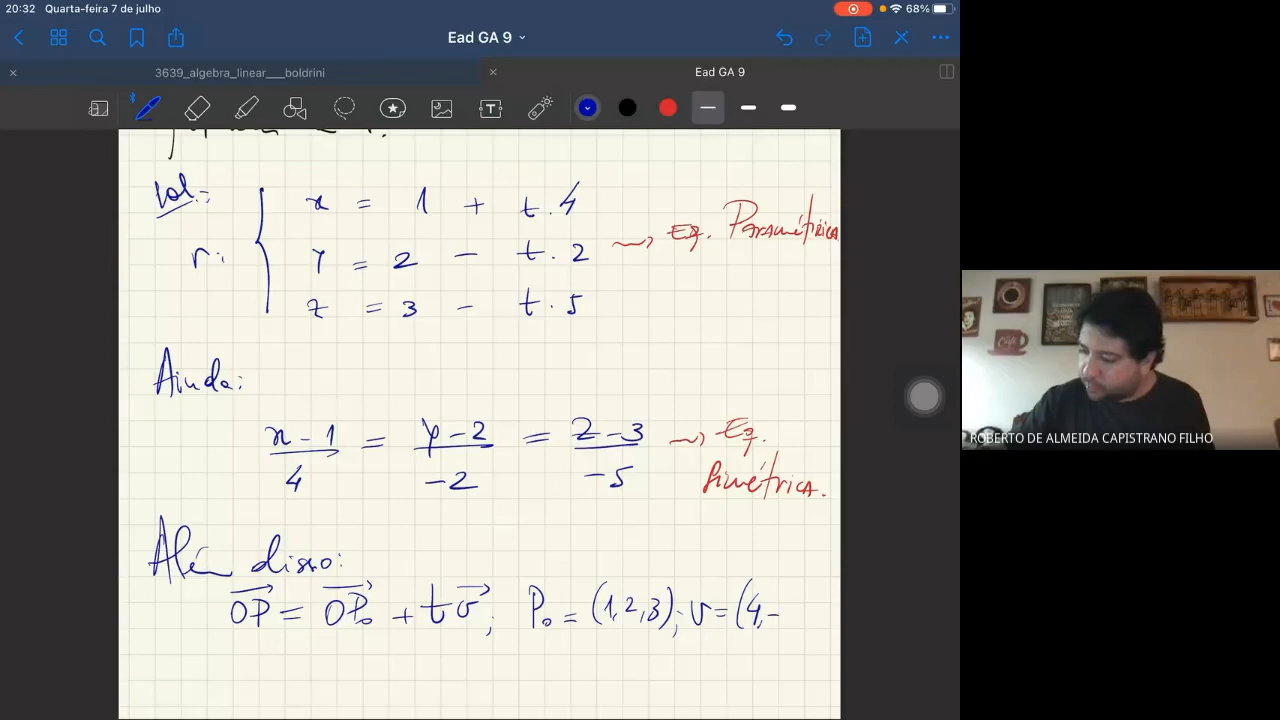 20:32 Quarta-feira 7 de julho
68%
Ead GA 9
3639_algebra_linear___boldrini
Ead GA 9
Sol.:
r: x = 1 + t.4
y = 2 - t.2
z = 3 - t.5
~> Eq. Paramétrica
Ainda:
x-1/4 = y-2/-2 = z-3/-5 ~> Eq. Simétrica.
Além disso:
OP = OP₀ + tv; P₀ = (1,2,3); v = (4,-
ROBERTO DE ALMEIDA CAPISTRANO FILHO